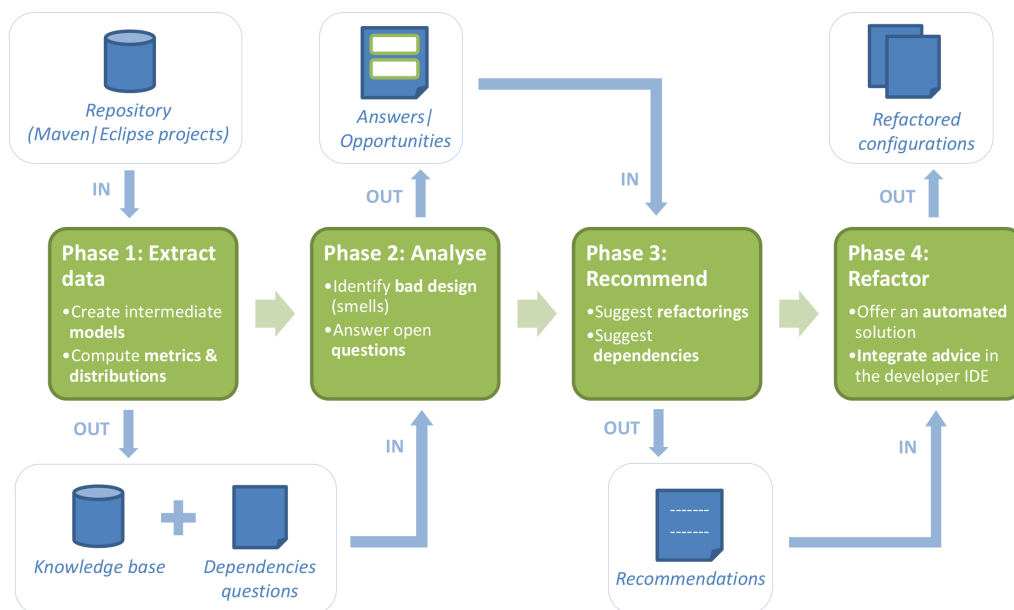 Repository
(Maven|Eclipse projects)
Answers|
Opportunities
Refactored
configurations
IN
OUT
IN
OUT
Phase 1: Extract
data
•Create intermediate
models
•Compute metrics &
distributions
Phase 2: Analyse
•Identify bad design
(smells)
•Answer open
questions
Phase 3:
Recommend
•Suggest refactorings
•Suggest
dependencies
Phase 4:
Refactor
•Offer an automated
solution
•Integrate advice in
the developer IDE
OUT
IN
OUT
IN
Knowledge base
Dependencies
questions
Recommendations